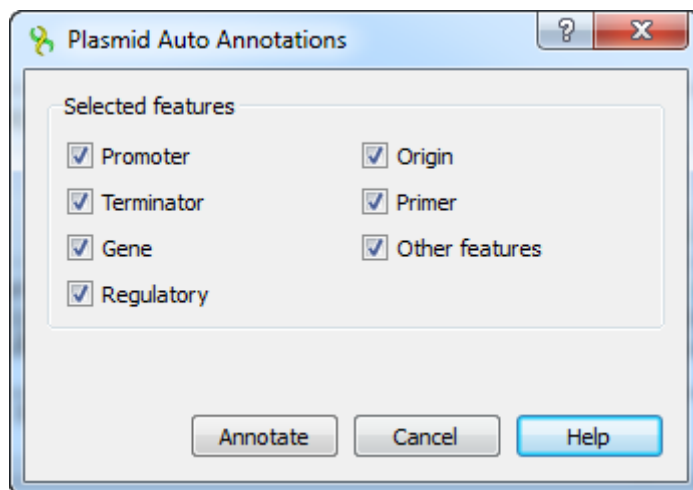 Plasmid Auto Annotations
Selected features
Promoter Origin
Terminator Primer
Gene Other features
Regulatory
Annotate Cancel Help